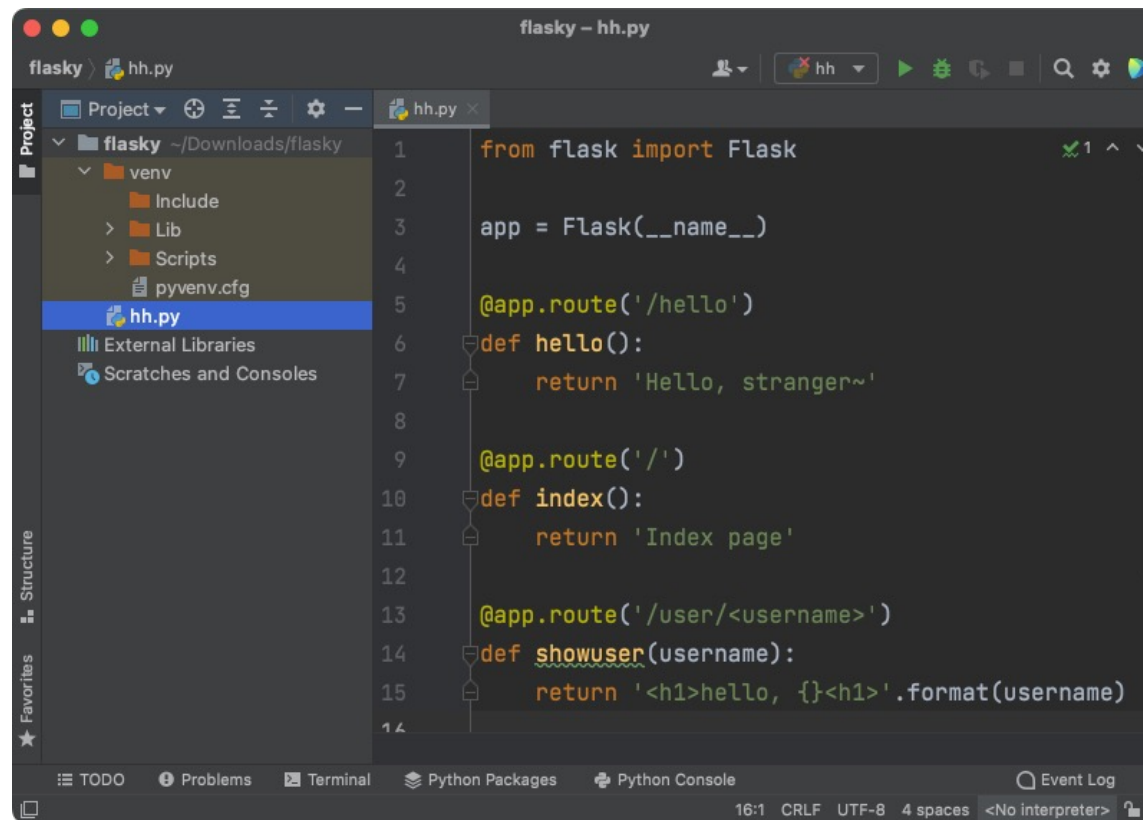 flasky – hh.py
flasky 〉 hh.py
hh
Project
Project
hh.py
flasky ~/Downloads/flasky
venv
Include
Lib
Scripts
pyvenv.cfg
hh.py
External Libraries
Scratches and Consoles
1 from flask import Flask
2
3 app = Flask(__name__)
4
5 @app.route('/hello')
6 def hello():
7 return 'Hello, stranger~'
8
9 @app.route('/')
10 def index():
11 return 'Index page'
12
13 @app.route('/user/<username>')
14 def showuser(username):
15 return '<h1>hello, {}<h1>'.format(username)
16
1
Structure
Favorites
TODO Problems Terminal Python Packages Python Console Event Log
16:1 CRLF UTF-8 4 spaces <No interpreter>